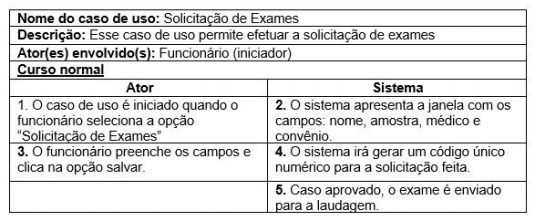 Nome do caso de uso: Solicitação de Exames
Descrição: Esse caso de uso permite efetuar a solicitação de exames
Ator(es) envolvido(s): Funcionário (iniciador)
Curso normal
Ator
Sistema
1. O caso de uso é iniciado quando o
funcionário seleciona a opção
“Solicitação de Exames”
2. O sistema apresenta a janela com os
campos: nome, amostra, médico e
convênio.
3. O funcionário preenche os campos e
clica na opção salvar.
4. O sistema irá gerar um código único
numérico para a solicitação feita.
5. Caso aprovado, o exame é enviado
para a laudagem.